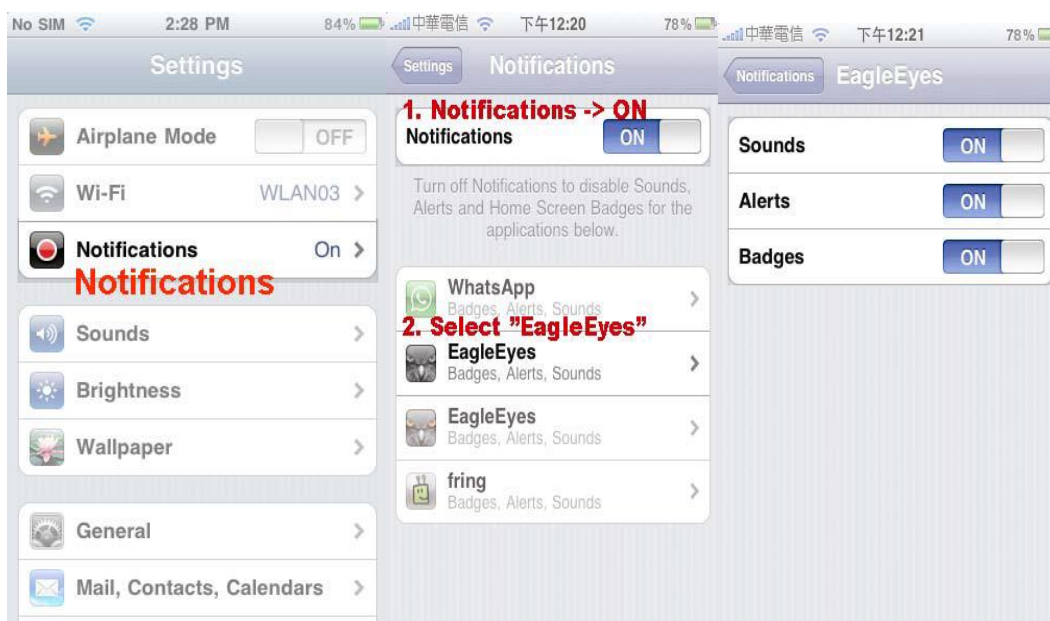 No SIM 2:28 PM 84%
Settings
Airplane Mode OFF
Wi-Fi WLAN03
Notifications On
Notifications
Sounds
Brightness
Wallpaper
General
Mail, Contacts, Calendars
中華電信 下午12:20 78%
Settings Notifications
1. Notifications -> ON
Notifications ON
Turn off Notifications to disable Sounds,
Alerts and Home Screen Badges for the
applications below.
WhatsApp
Badges, Alerts, Sounds
2. Select "EagleEyes"
EagleEyes
Badges, Alerts, Sounds
EagleEyes
Badges, Alerts, Sounds
fring
Badges, Alerts, Sounds
中華電信 下午12:21 78%
Notifications EagleEyes
Sounds ON
Alerts ON
Badges ON